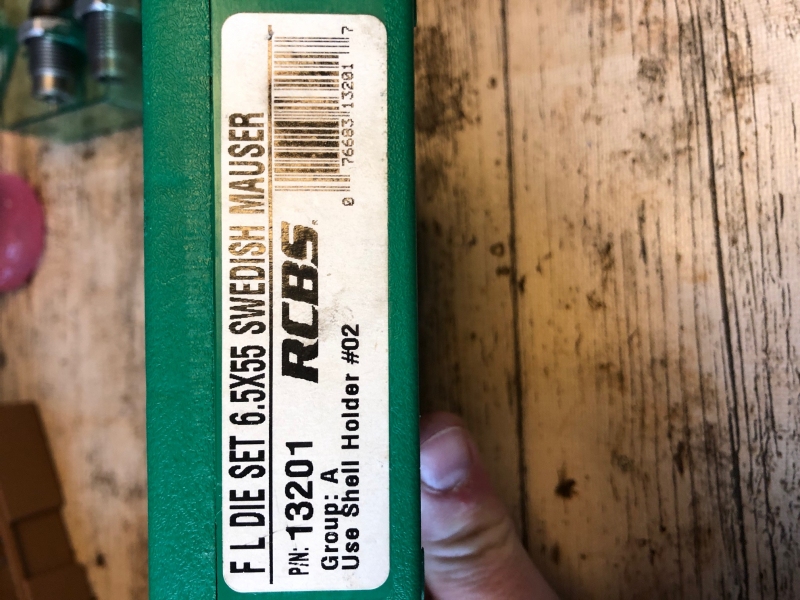 F L DIE SET 6.5X55 SWEDISH MAUSER
P/N: 13201
RCBS
Group: A
Use Shell Holder #02
0 76683 13201 7